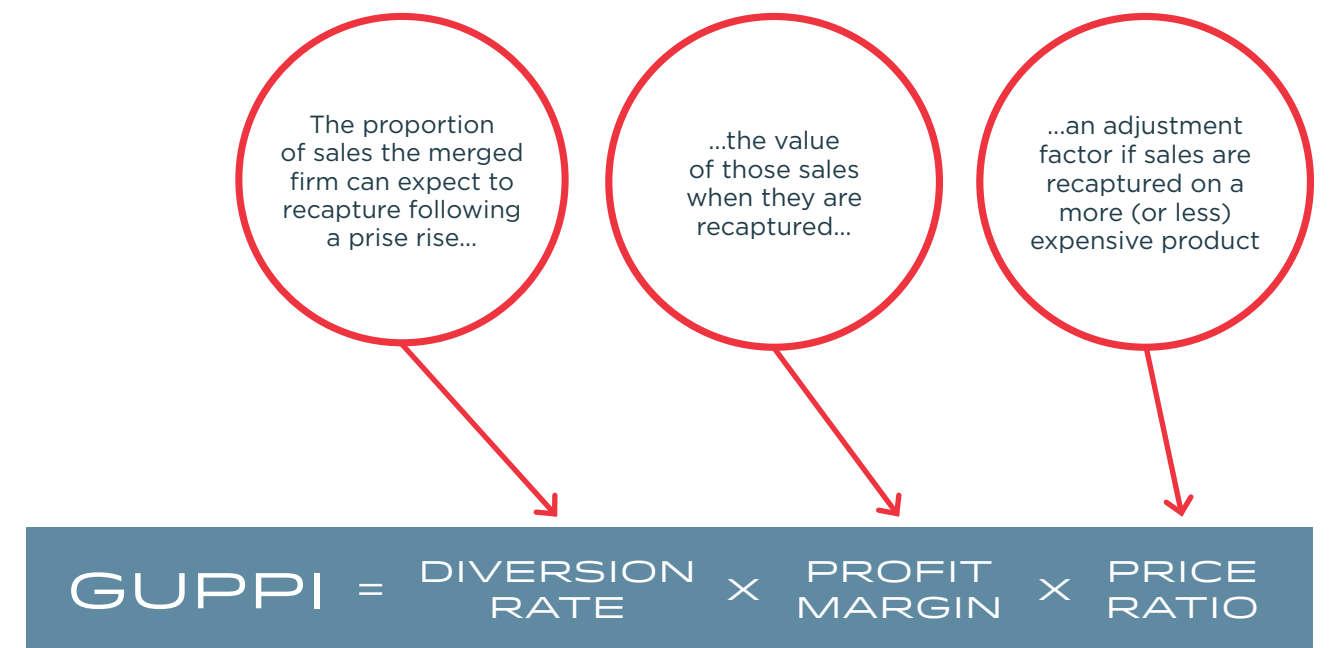 The proportion
of sales the merged
firm can expect to
recapture following
a prise rise...
...the value
of those sales
when they are
recaptured...
...an adjustment
factor if sales are
recaptured on a
more (or less)
expensive product
GUPPI = DIVERSION RATE X PROFIT MARGIN X PRICE RATIO